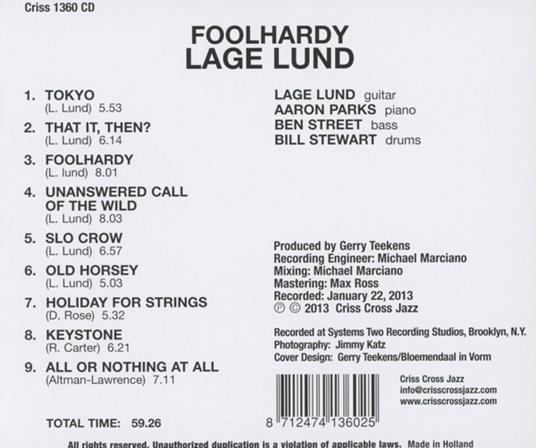 Criss 1360 CD
FOOLHARDY
LAGE LUND
1. TOKYO
(L. Lund) 5.53
2. THAT IT, THEN?
(L. Lund) 6.14
3. FOOLHARDY
(L. lund) 8.01
4. UNANSWERED CALL
OF THE WILD
(L. Lund) 8.03
5. SLO CROW
(L. Lund) 6.57
6. OLD HORSEY
(L. Lund) 5.03
7. HOLIDAY FOR STRINGS
(D. Rose) 5.32
8. KEYSTONE
(R. Carter) 6.21
9. ALL OR NOTHING AT ALL
(Altman-Lawrence) 7.11
TOTAL TIME: 59.26
LAGE LUND guitar
AARON PARKS piano
BEN STREET bass
BILL STEWART drums
Produced by Gerry Teekens
Recording Engineer: Michael Marciano
Mixing: Michael Marciano
Mastering: Max Ross
Recorded: January 22, 2013
℗ © 2013 Criss Cross Jazz
Recorded at Systems Two Recording Studios, Brooklyn, N.Y.
Photography: Jimmy Katz
Cover Design: Gerry Teekens/Bloemendaal in Vorm
Criss Cross Jazz
info@crisscrossjazz.com
www.crisscrossjazz.com
8 712474 136025
All rights reserved. Unauthorized duplication is a violation of applicable laws. Made in Holland